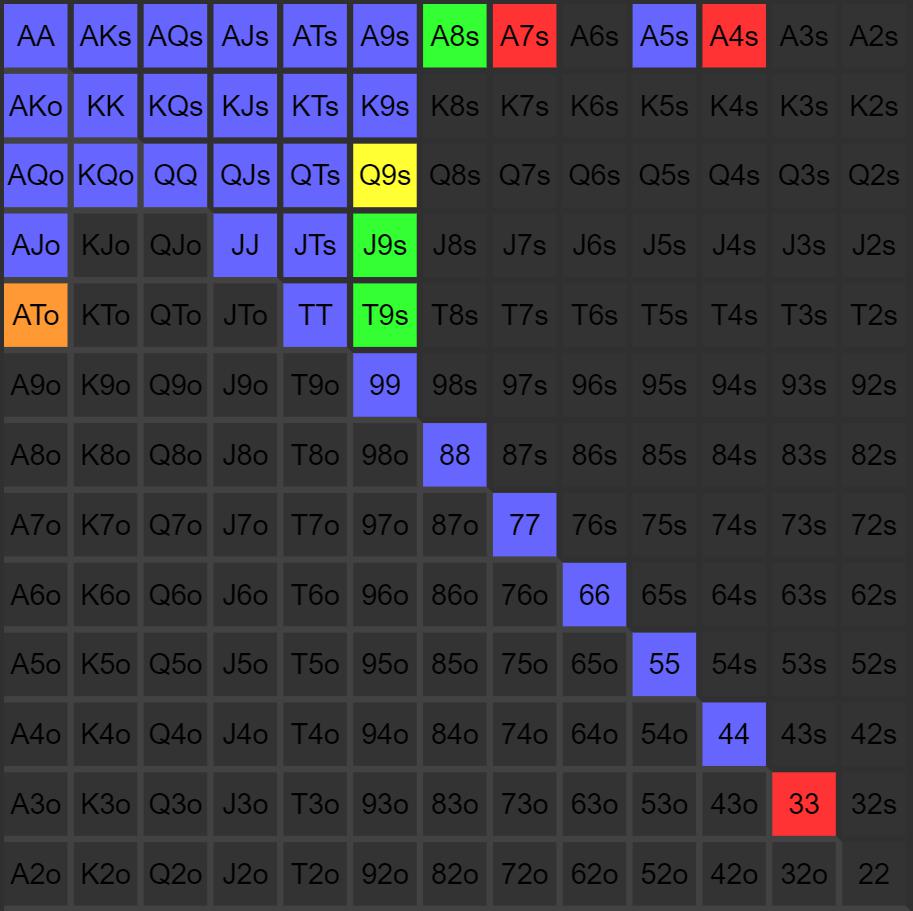 AA AKs AQs AJs ATs A9s A8s A7s A6s A5s A4s A3s A2s
AKo KK KQs KJs KTs K9s K8s K7s K6s K5s K4s K3s K2s
AQo KQo QQ QJs QTs Q9s Q8s Q7s Q6s Q5s Q4s Q3s Q2s
AJo KJo QJo JJ JTs J9s J8s J7s J6s J5s J4s J3s J2s
ATo KTo QTo JTo TT T9s T8s T7s T6s T5s T4s T3s T2s
A9o K9o Q9o J9o T9o 99 98s 97s 96s 95s 94s 93s 92s
A8o K8o Q8o J8o T8o 98o 88 87s 86s 85s 84s 83s 82s
A7o K7o Q7o J7o T7o 97o 87o 77 76s 75s 74s 73s 72s
A6o K6o Q6o J6o T6o 96o 86o 76o 66 65s 64s 63s 62s
A5o K5o Q5o J5o T5o 95o 85o 75o 65o 55 54s 53s 52s
A4o K4o Q4o J4o T4o 94o 84o 74o 64o 54o 44 43s 42s
A3o K3o Q3o J3o T3o 93o 83o 73o 63o 53o 43o 33 32s
A2o K2o Q2o J2o T2o 92o 82o 72o 62o 52o 42o 32o 22